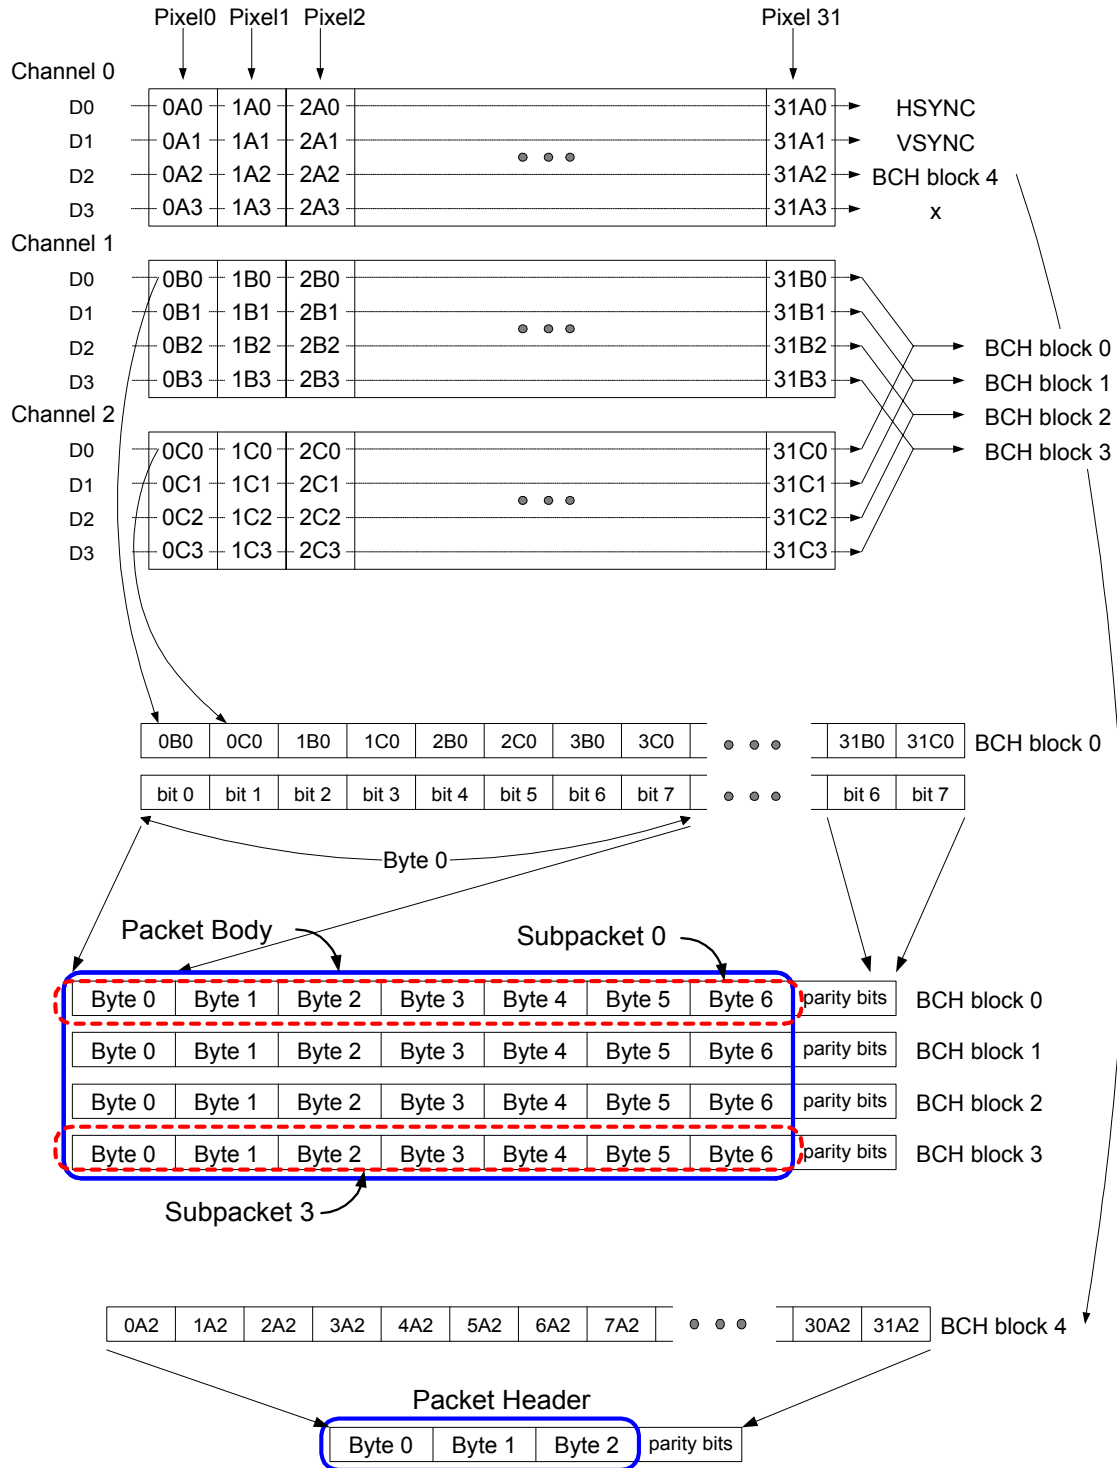 Pixel0 Pixel1 Pixel2 Pixel 31
Channel 0
D0 0A0 1A0 2A0 31A0 HSYNC
D1 0A1 1A1 2A1 31A1 VSYNC
D2 0A2 1A2 2A2 31A2 BCH block 4
D3 0A3 1A3 2A3 31A3 x
Channel 1
D0 0B0 1B0 2B0 31B0
D1 0B1 1B1 2B1 31B1
D2 0B2 1B2 2B2 31B2 BCH block 0
D3 0B3 1B3 2B3 31B3 BCH block 1
Channel 2 BCH block 2
D0 0C0 1C0 2C0 31C0 BCH block 3
D1 0C1 1C1 2C1 31C1
D2 0C2 1C2 2C2 31C2
D3 0C3 1C3 2C3 31C3
0B0 0C0 1B0 1C0 2B0 2C0 3B0 3C0 31B0 31C0 BCH block 0
bit 0 bit 1 bit 2 bit 3 bit 4 bit 5 bit 6 bit 7 bit 6 bit 7
Byte 0
Packet Body Subpacket 0
Byte 0 Byte 1 Byte 2 Byte 3 Byte 4 Byte 5 Byte 6 parity bits BCH block 0
Byte 0 Byte 1 Byte 2 Byte 3 Byte 4 Byte 5 Byte 6 parity bits BCH block 1
Byte 0 Byte 1 Byte 2 Byte 3 Byte 4 Byte 5 Byte 6 parity bits BCH block 2
Byte 0 Byte 1 Byte 2 Byte 3 Byte 4 Byte 5 Byte 6 parity bits BCH block 3
Subpacket 3
0A2 1A2 2A2 3A2 4A2 5A2 6A2 7A2 30A2 31A2 BCH block 4
Packet Header
Byte 0 Byte 1 Byte 2 parity bits